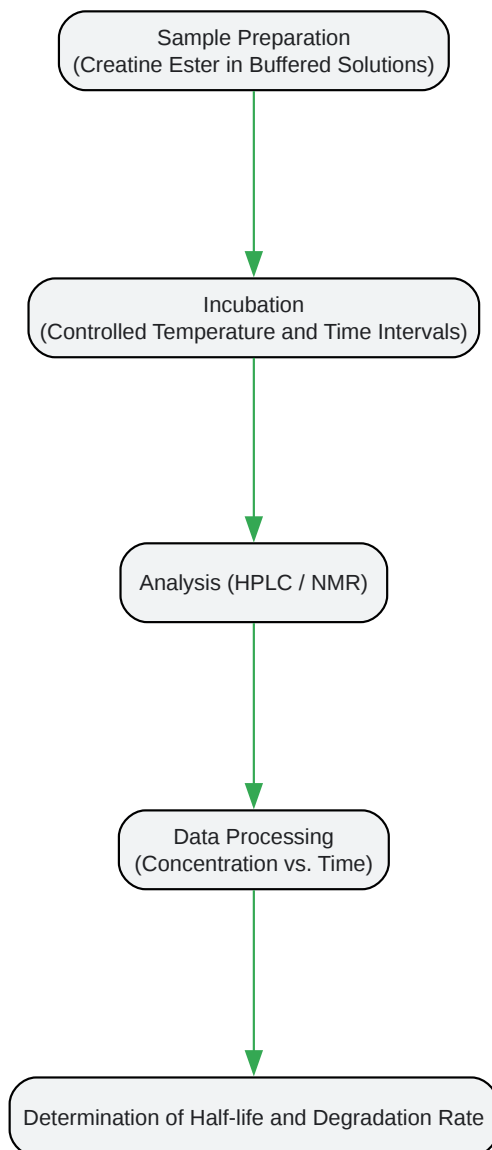 Sample Preparation
(Creatine Ester in Buffered Solutions)
Incubation
(Controlled Temperature and Time Intervals)
Analysis (HPLC / NMR)
Data Processing
(Concentration vs. Time)
Determination of Half-life and Degradation Rate